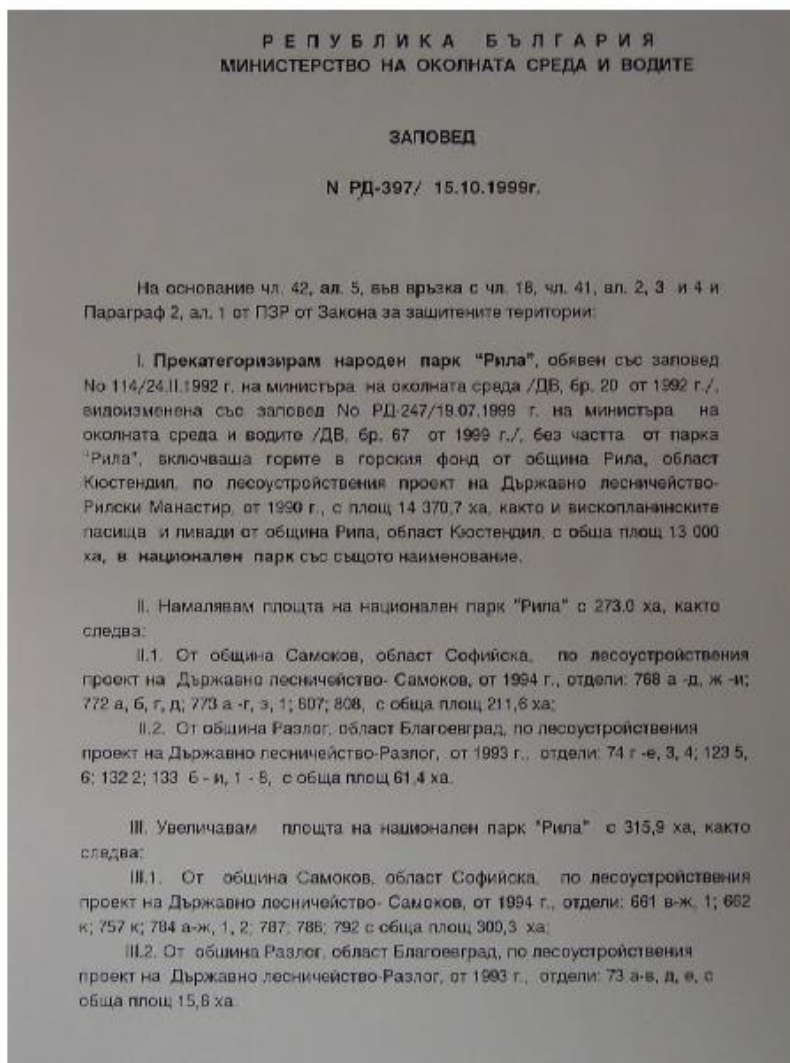 РЕПУБЛИКА БЪЛГАРИЯ
МИНИСТЕРСТВО НА ОКОЛНАТА СРЕДА И ВОДИТЕ
ЗАПОВЕД
N РД-397/ 15.10.1999г.
На основание чл. 42, ал. 5, във връзка с чл. 18, чл. 41, ал. 2, 3 и 4 и
Параграф 2, ал. 1 от ПЗР от Закона за защитените територии:
I. Прекатегоризирам народен парк "Рила", обявен със заповед
No 114/24.II.1992 г. на министъра на околната среда /ДВ, бр. 20 от 1992 г./,
видоизменена със заповед No РД-247/19.07.1999 г. на министъра на
околната среда и водите /ДВ, бр. 67 от 1999 г./, без частта от парка
"Рила", включваща горите в горския фонд от община Рила, област
Кюстендил, по лесоустройствения проект на Държавно лесничейство-
Рилски Манастир, от 1990 г., с площ 14 370,7 ха, както и вископланинските
пасища и ливади от община Рила, област Кюстендил, с обща площ 13 000
ха, в национален парк със същото наименование.
II. Намалявам площта на национален парк "Рила" с 273.0 ха, както
следва:
II.1. От община Самоков, област Софийска, по лесоустройствения
проект на Държавно лесничейство- Самоков, от 1994 г., отдели: 768 а -д, ж -и;
772 а, б, г, д; 773 а -г, з, 1; 807; 808, с обща площ 211,6 ха;
II.2. От община Разлог, област Благоевград, по лесоустройствения
проект на Държавно лесничейство-Разлог, от 1993 г., отдели: 74 г -е, 3, 4; 123 5,
6; 132 2; 133 б - и, 1 - 8, с обща площ 61,4 ха.
III. Увеличавам площта на национален парк "Рила" с 315,9 ха, както
следва:
III.1. От община Самоков, област Софийска, по лесоустройствения
проект на Държавно лесничейство- Самоков, от 1994 г., отдели: 661 в-ж, 1; 662
к; 757 к; 784 а-ж, 1, 2; 787; 788; 792 с обща площ 300,3 ха;
III.2. От община Разлог, област Благоевград, по лесоустройствения
проект на Държавно лесничейство-Разлог, от 1993 г., отдели: 73 а-в, д, е, с
обща площ 15,6 ха.